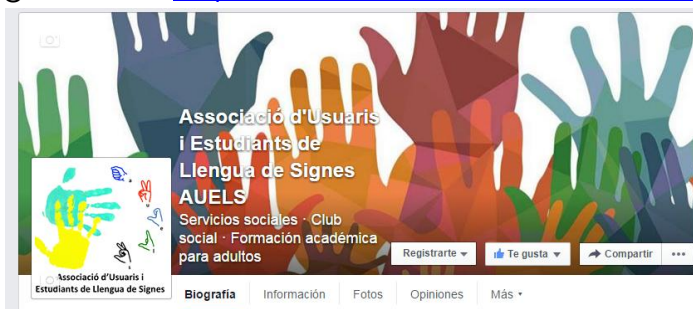 Associació d'Usuaris
i Estudiants de
Llengua de Signes
AUELS
Servicios sociales · Club
social · Formación académica
para adultos
Registrarte
Te gusta
Compartir
Associació d'Usuaris i
Estudiants de Llengua de Signes
Biografía
Información
Fotos
Opiniones
Más